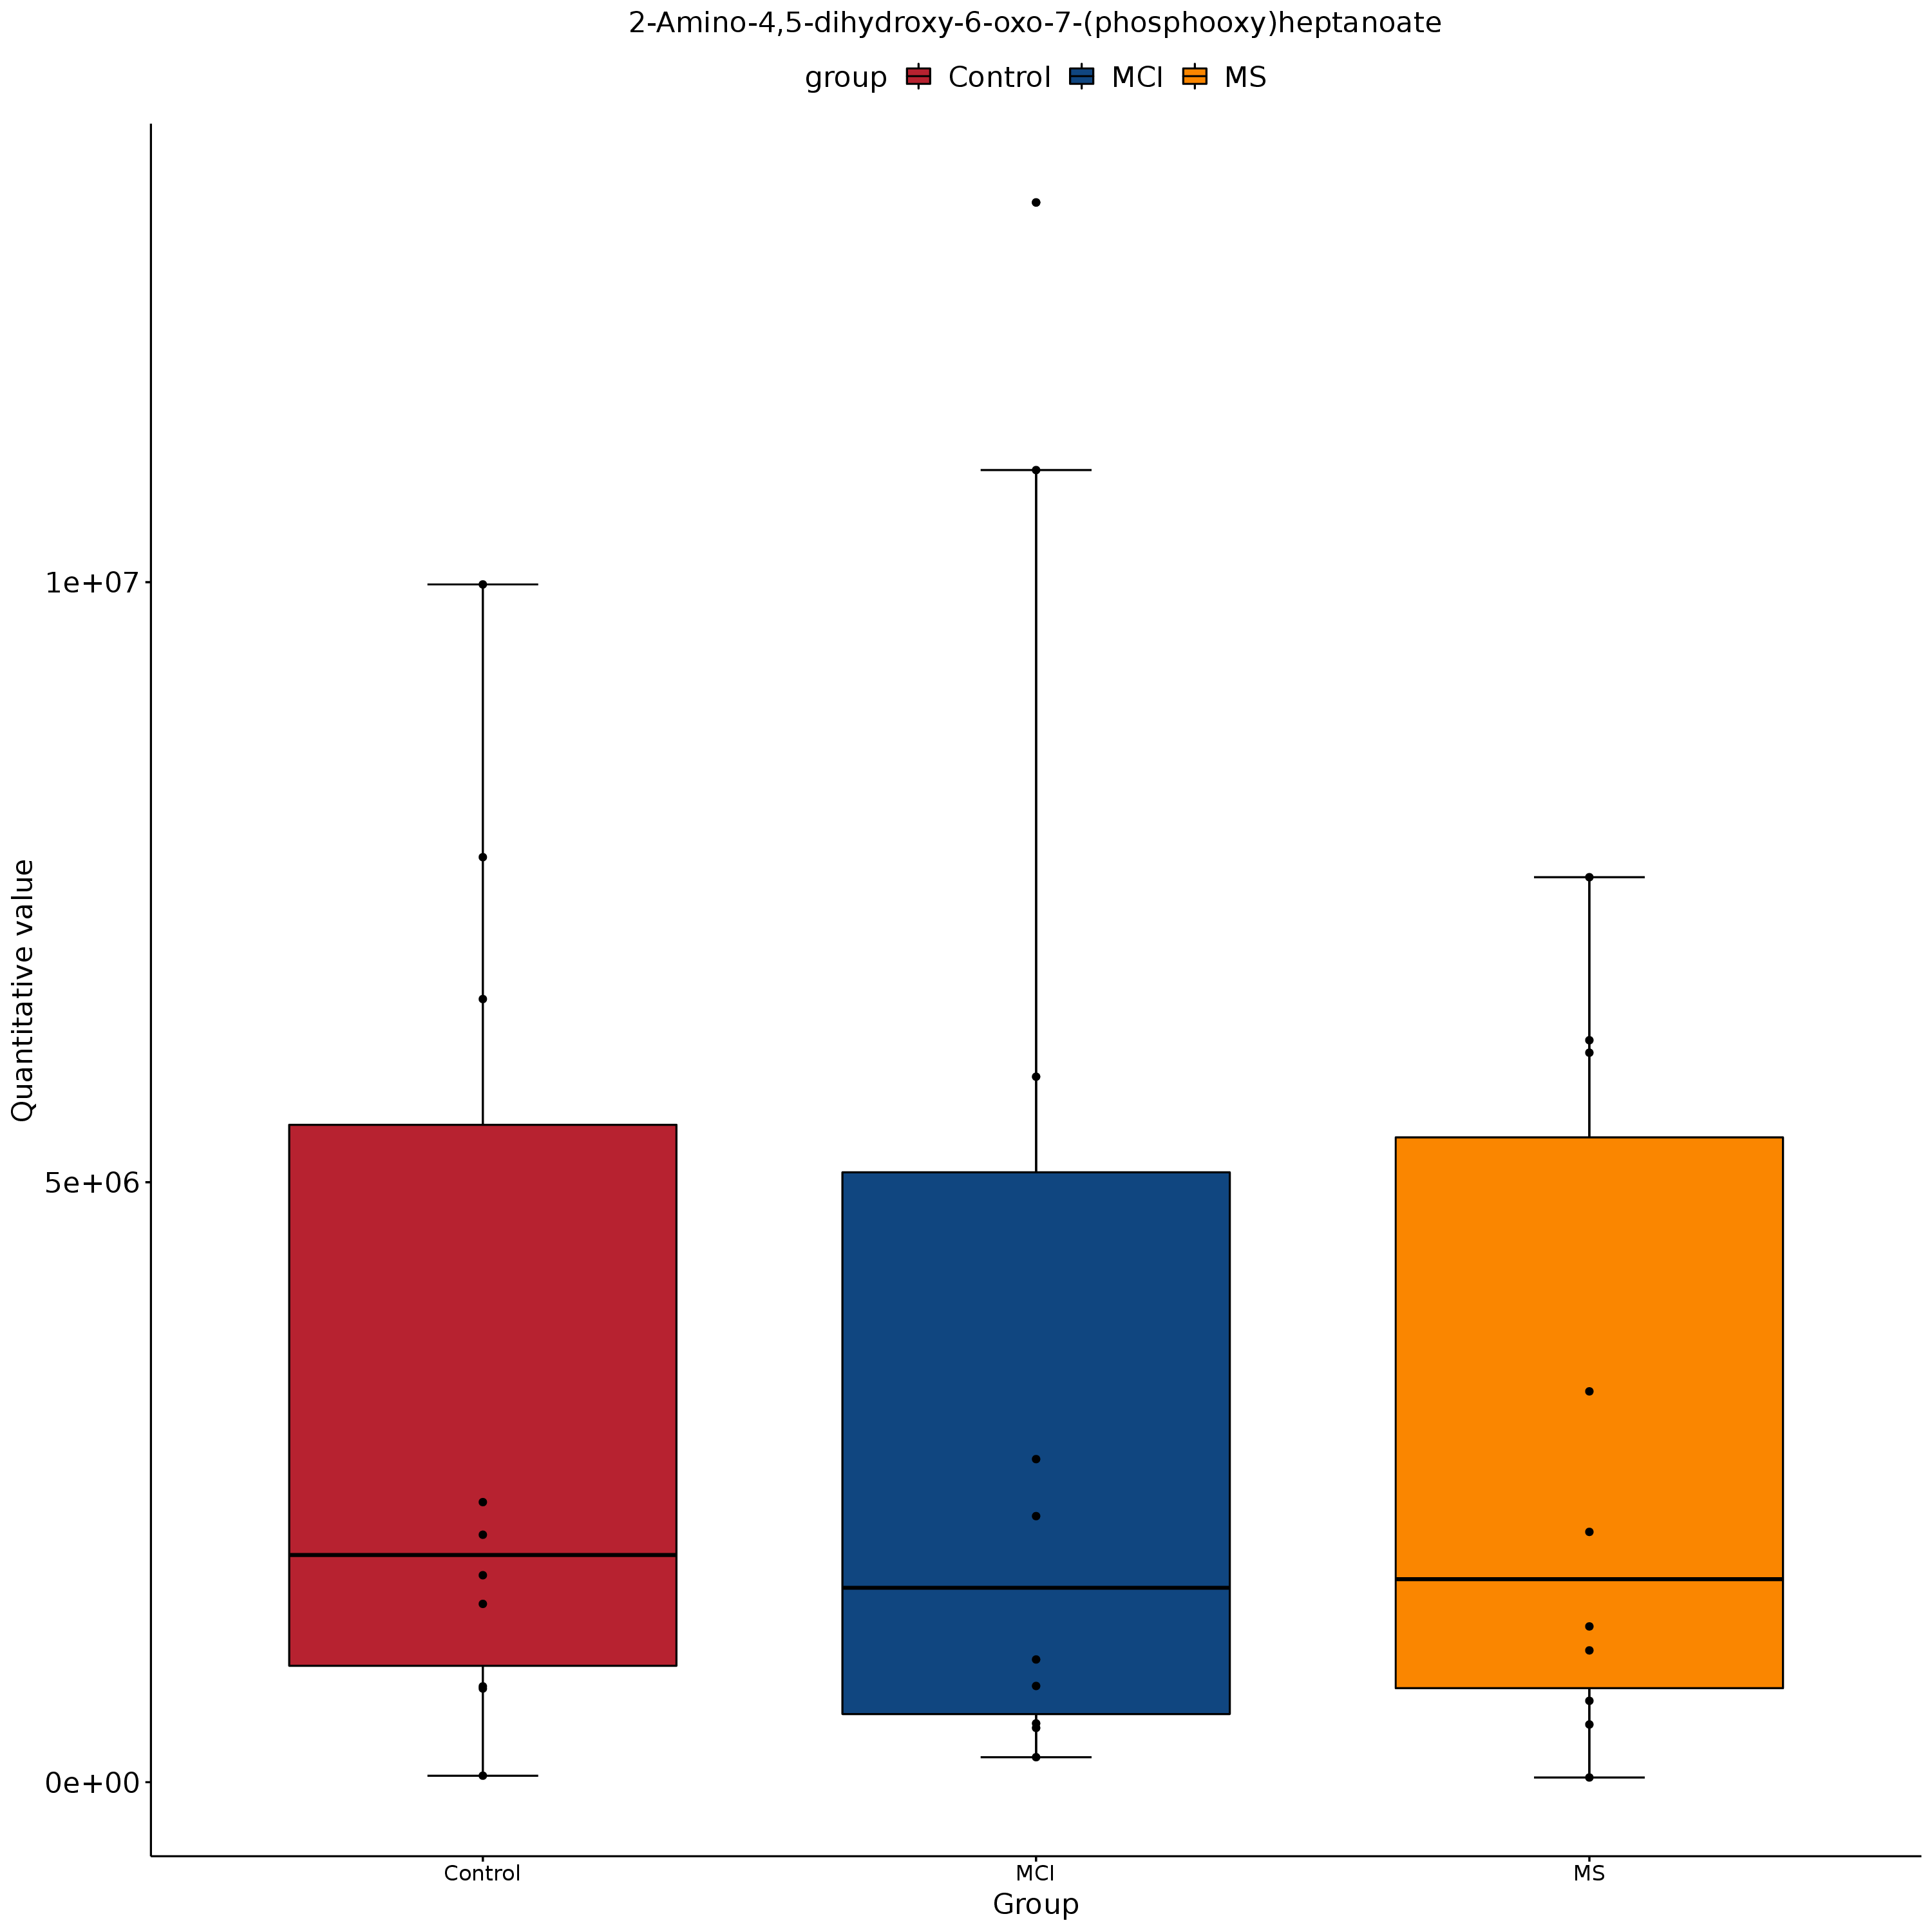 2-Amino-4,5-dihydroxy-6-oxo-7-(phosphooxy)heptanoate
group Control MCI MS
Quantitative value
1e+07
5e+06
0e+00
Control MCI MS
Group